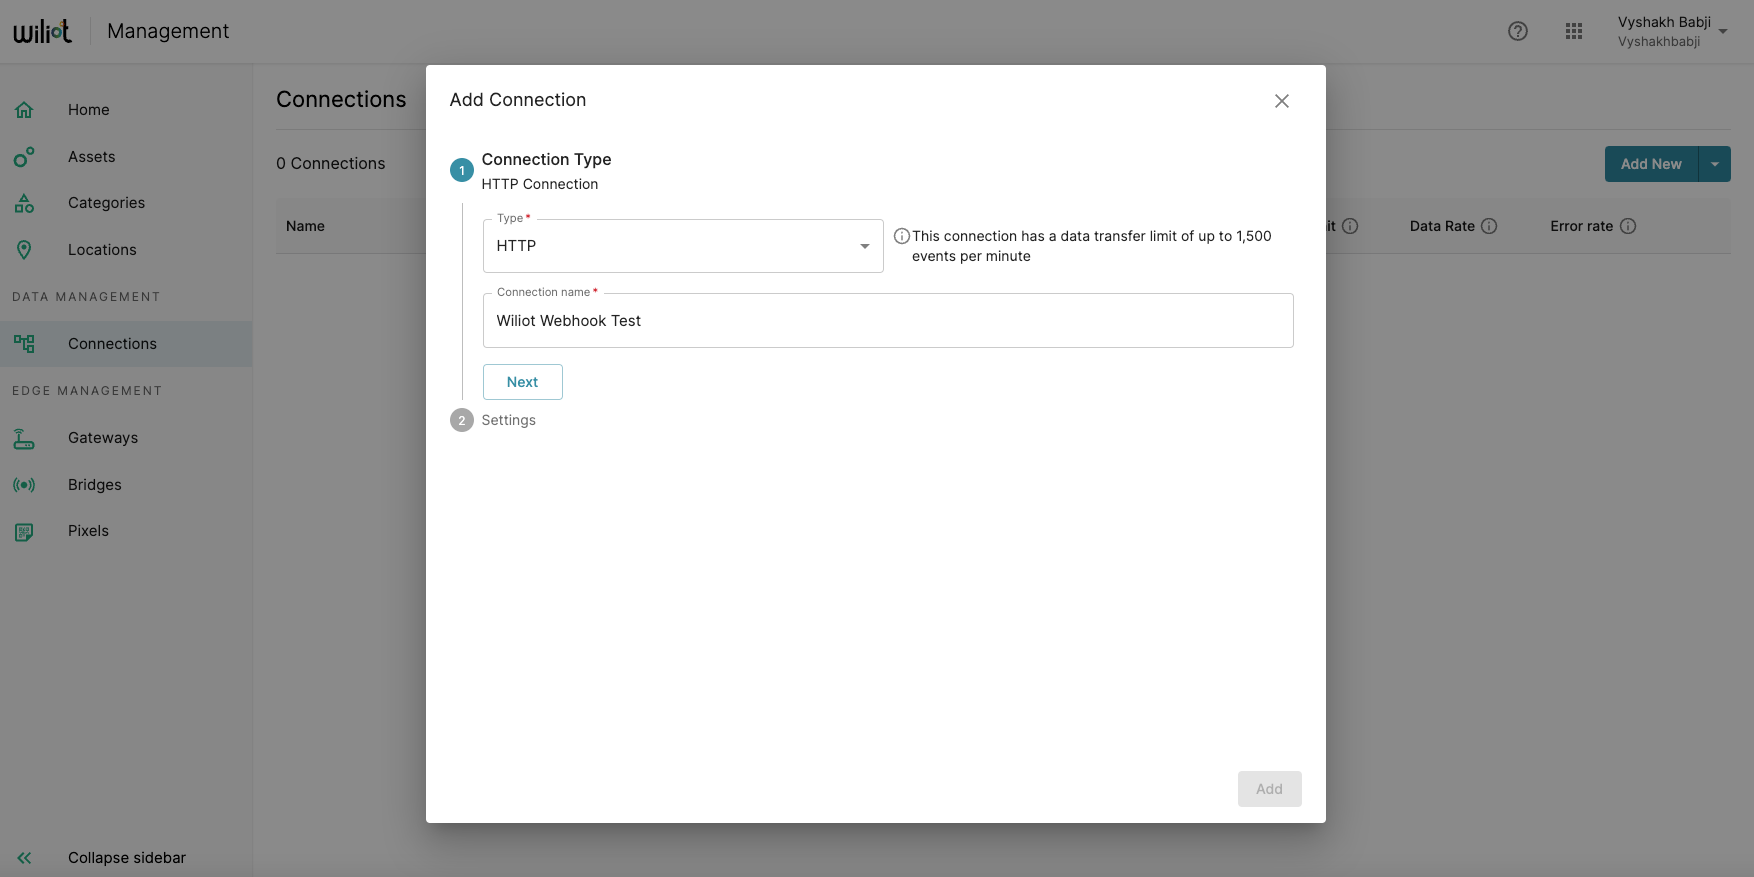 wiliot
Management
Vyshakh Babji
Vyshakhbabji
Home
Assets
Categories
Locations
DATA MANAGEMENT
Connections
EDGE MANAGEMENT
Gateways
Bridges
Pixels
Collapse sidebar
Connections
0 Connections
Add New
Name
it
Data Rate
Error rate
Add Connection
1
Connection Type
HTTP Connection
Type *
HTTP
This connection has a data transfer limit of up to 1,500
events per minute
Connection name *
Wiliot Webhook Test
Next
2 Settings
Add